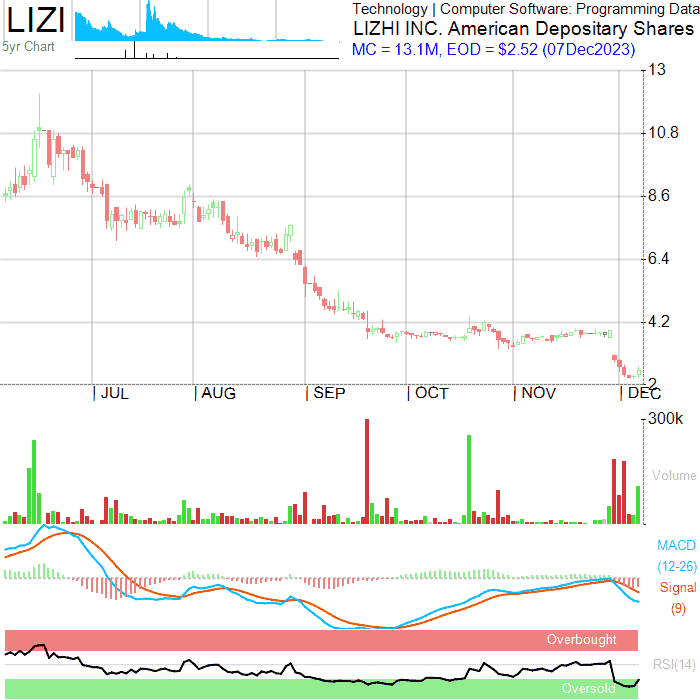 LIZI
5yr Chart
Technology | Computer Software: Programming Data
LIZHI INC. American Depositary Shares
MC = 13.1M, EOD = $2.52 (07Dec2023)
13
10.8
8.6
6.4
4.2
2
JUL AUG SEP OCT NOV DEC
300k
Volume
MACD
(12-26)
Signal
(9)
Overbought
RSI(14)
Oversold